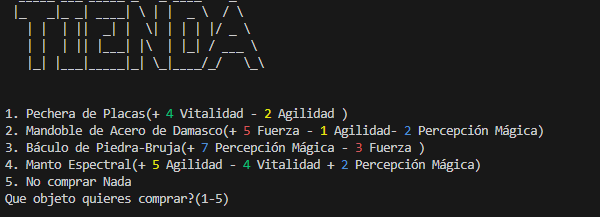 TIENDA
1. Pechera de Placas(+ 4 Vitalidad - 2 Agilidad )
2. Mandoble de Acero de Damasco(+ 5 Fuerza - 1 Agilidad- 2 Percepción Mágica)
3. Báculo de Piedra-Bruja(+ 7 Percepción Mágica - 3 Fuerza )
4. Manto Espectral(+ 5 Agilidad - 4 Vitalidad + 2 Percepción Mágica)
5. No comprar Nada
Que objeto quieres comprar?(1-5)